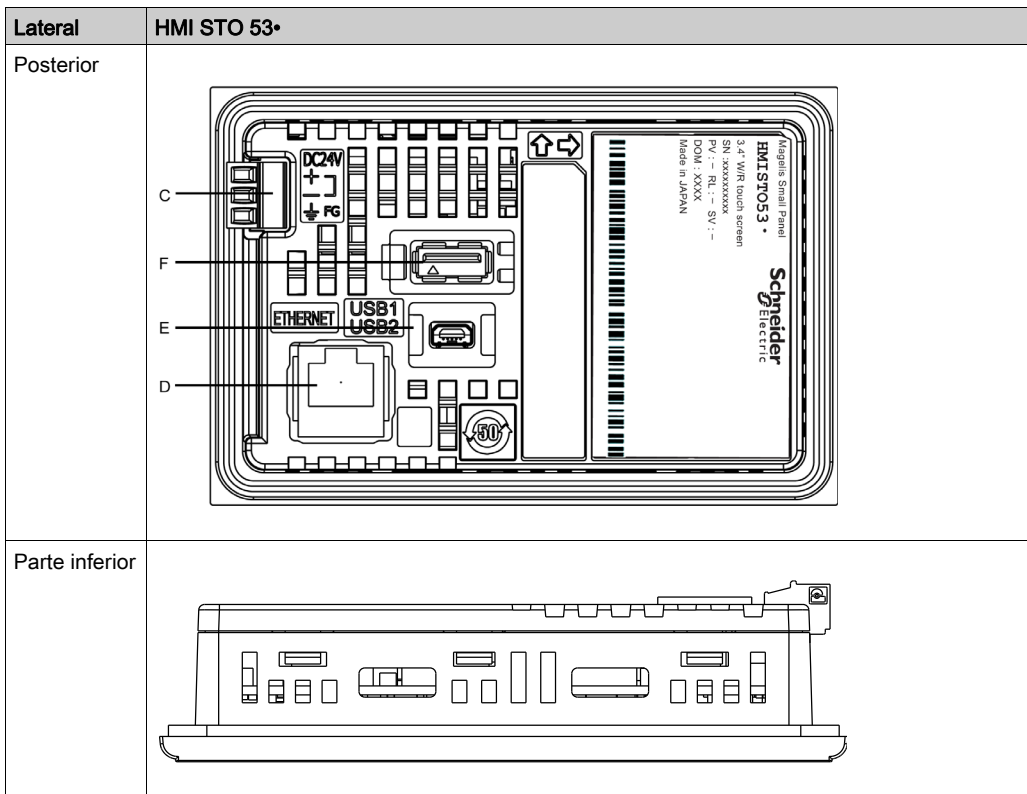 Lateral HMI STO 53•
Posterior
C
F
E
D
DC24V
+
−
FG
ETHERNET
USB1
USB2
50
Magelis Small Panel
HMISTO53 •
3.4" W/R touch screen
SN :xxxxxxxxxx
PV : – RL : – SV : –
DOM : XXXX
Made in JAPAN
Schneider
Electric
Parte inferior